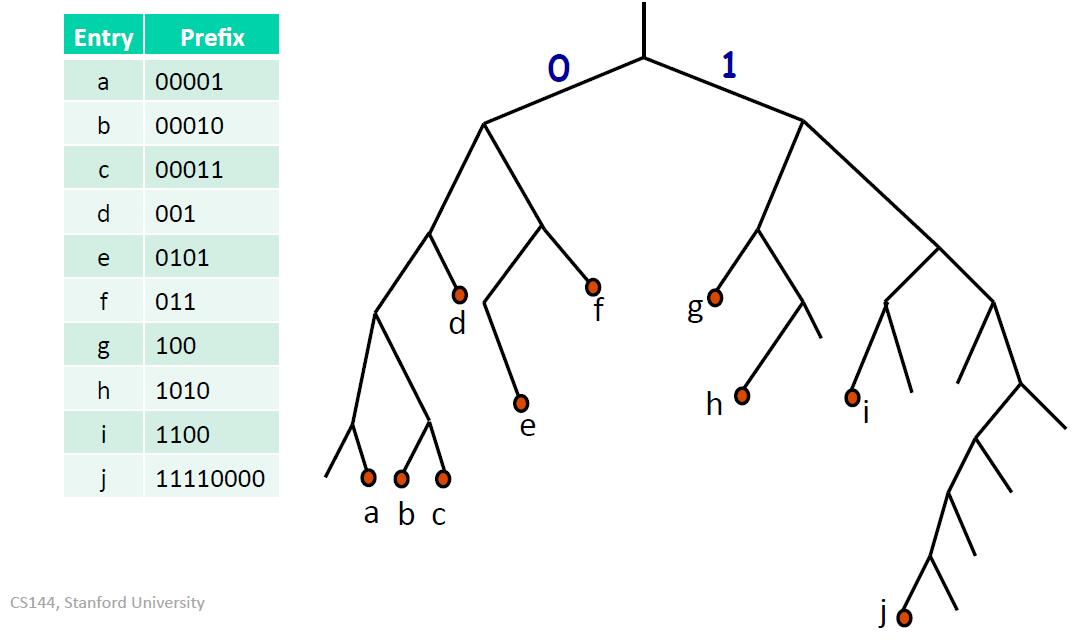 Entry Prefix
a 00001
b 00010
c 00011
d 001
e 0101
f 011
g 100
h 1010
i 1100
j 11110000
0 1
d
f
g
e
h
i
a b c
j
CS144, Stanford University